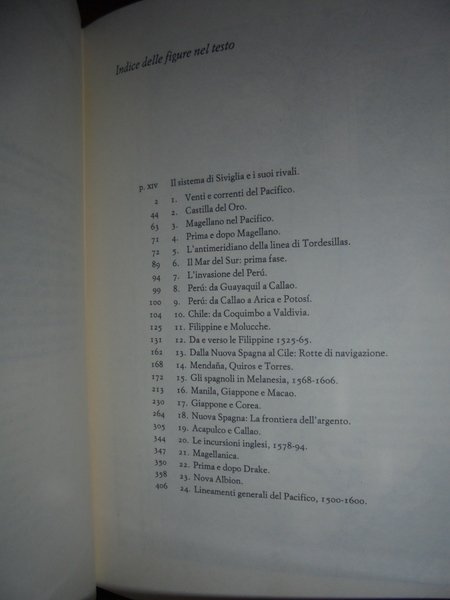 Indice delle figure nel testo
p. XIV Il sistema di Siviglia e i suoi rivali.
2 1. Venti e correnti del Pacifico.
44 2. Castilla del Oro.
63 3. Magellano nel Pacifico.
71 4. Prima e dopo Magellano.
72 5. L'antimeridiano della linea di Tordesillas.
89 6. Il Mar del Sur: prima fase.
94 7. L'invasione del Perú.
99 8. Perú: da Guayaquil a Callao.
100 9. Perú: da Callao a Arica e Potosí.
104 10. Chile: da Coquimbo a Valdivia.
125 11. Filippine e Molucche.
131 12. Da e verso le Filippine 1525-65.
162 13. Dalla Nuova Spagna al Cile: Rotte di navigazione.
168 14. Mendaña, Quiros e Torres.
172 15. Gli spagnoli in Melanesia, 1568-1606.
213 16. Manila, Giappone e Macao.
230 17. Giappone e Corea.
264 18. Nuova Spagna: La frontiera dell'argento.
305 19. Acapulco e Callao.
344 20. Le incursioni inglesi, 1578-94.
347 21. Magellanica.
350 22. Prima e dopo Drake.
358 23. Nova Albion.
406 24. Lineamenti generali del Pacifico, 1500-1600.